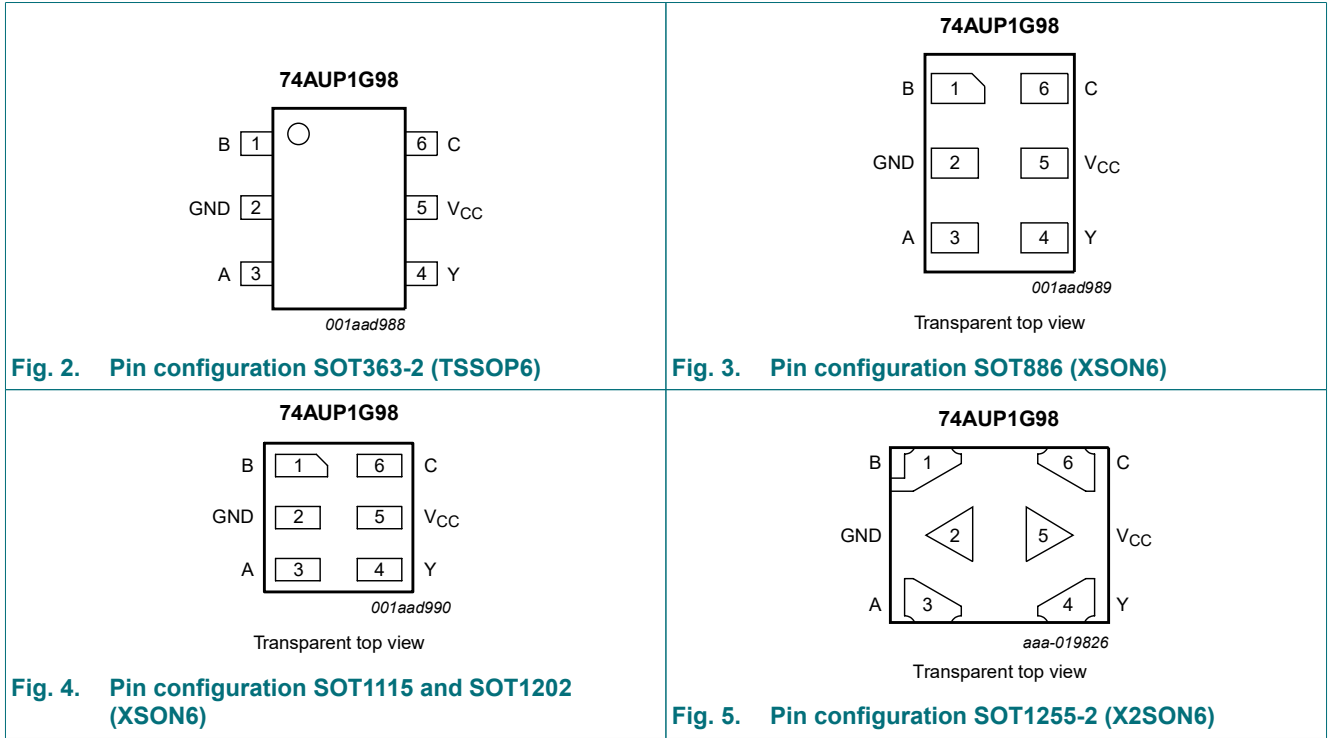 74AUP1G98
B 1 6 C
GND 2 5 VCC
A 3 4 Y
001aad988
Fig. 2. Pin configuration SOT363-2 (TSSOP6)
74AUP1G98
B 1 6 C
GND 2 5 VCC
A 3 4 Y
001aad989
Transparent top view
Fig. 3. Pin configuration SOT886 (XSON6)
74AUP1G98
B 1 6 C
GND 2 5 VCC
A 3 4 Y
001aad990
Transparent top view
Fig. 4. Pin configuration SOT1115 and SOT1202
(XSON6)
74AUP1G98
B 1 6 C
GND 2 5 VCC
A 3 4 Y
aaa-019826
Transparent top view
Fig. 5. Pin configuration SOT1255-2 (X2SON6)